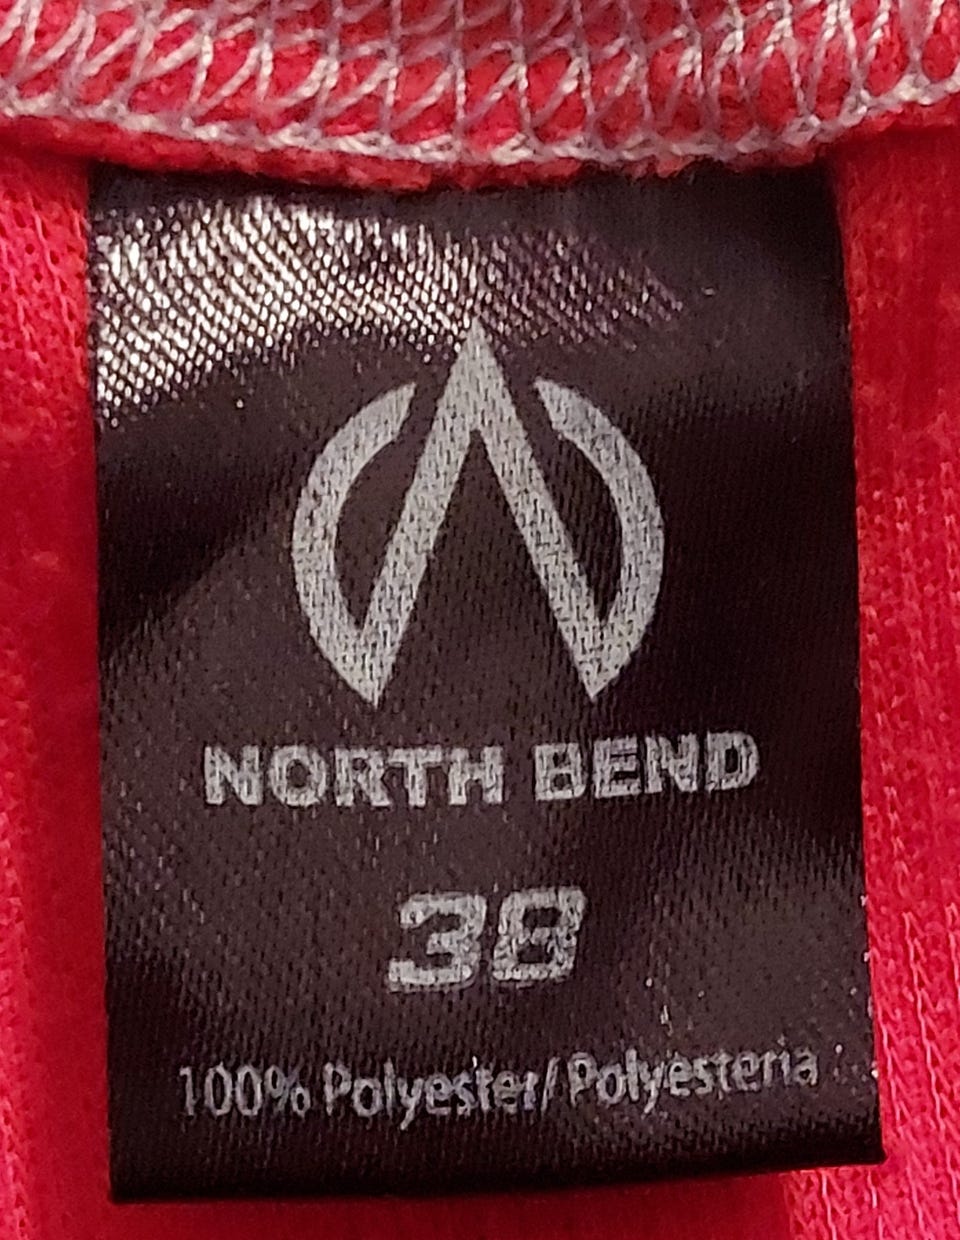 NORTH BEND
38
100% Polyester/Polyesteria